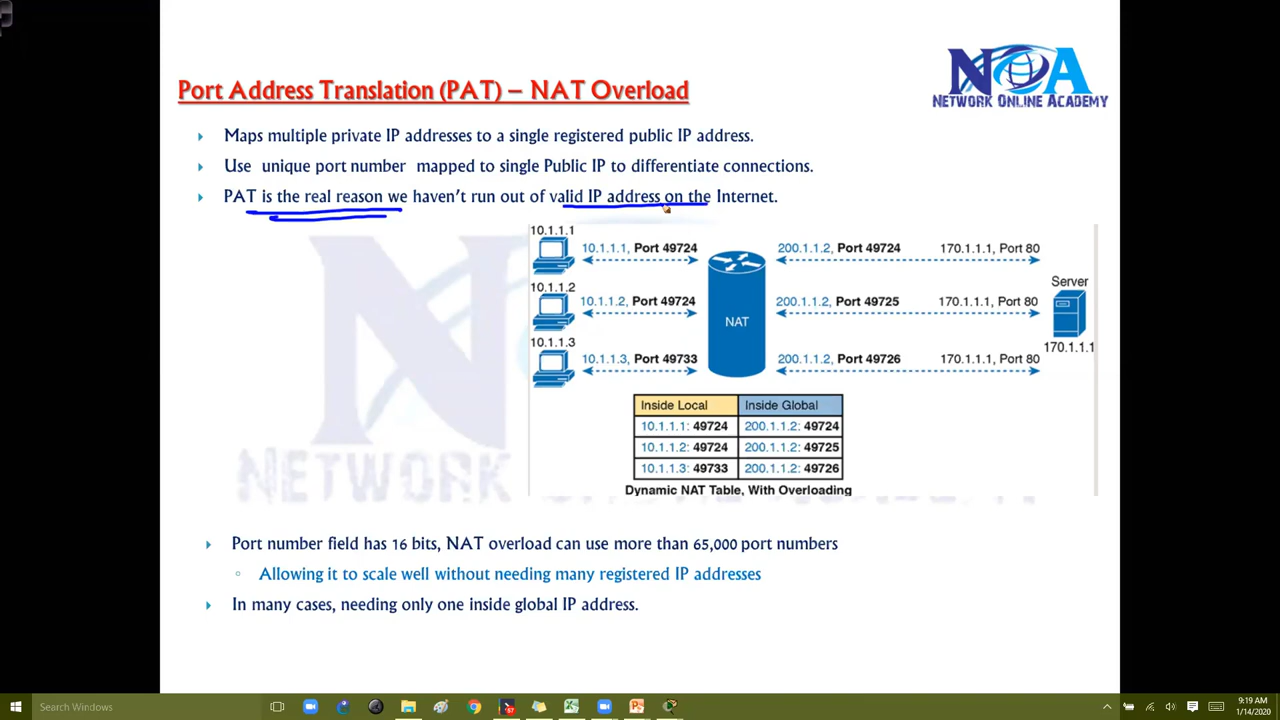 NOA
NETWORK ONLINE ACADEMY
Port Address Translation (PAT) – NAT Overload
Maps multiple private IP addresses to a single registered public IP address.
Use unique port number mapped to single Public IP to differentiate connections.
PAT is the real reason we haven't run out of valid IP address on the Internet.
10.1.1.1
10.1.1.1, Port 49724
200.1.1.2, Port 49724
170.1.1.1, Port 80
Server
10.1.1.2
10.1.1.2, Port 49724
200.1.1.2, Port 49725
170.1.1.1, Port 80
NAT
170.1.1.1
10.1.1.3
10.1.1.3, Port 49733
200.1.1.2, Port 49726
170.1.1.1, Port 80
Inside Local Inside Global
10.1.1.1: 49724 200.1.1.2: 49724
10.1.1.2: 49724 200.1.1.2: 49725
10.1.1.3: 49733 200.1.1.2: 49726
Dynamic NAT Table, With Overloading
Port number field has 16 bits, NAT overload can use more than 65,000 port numbers
Allowing it to scale well without needing many registered IP addresses
In many cases, needing only one inside global IP address.
Search Windows
9:19 AM
1/14/2020